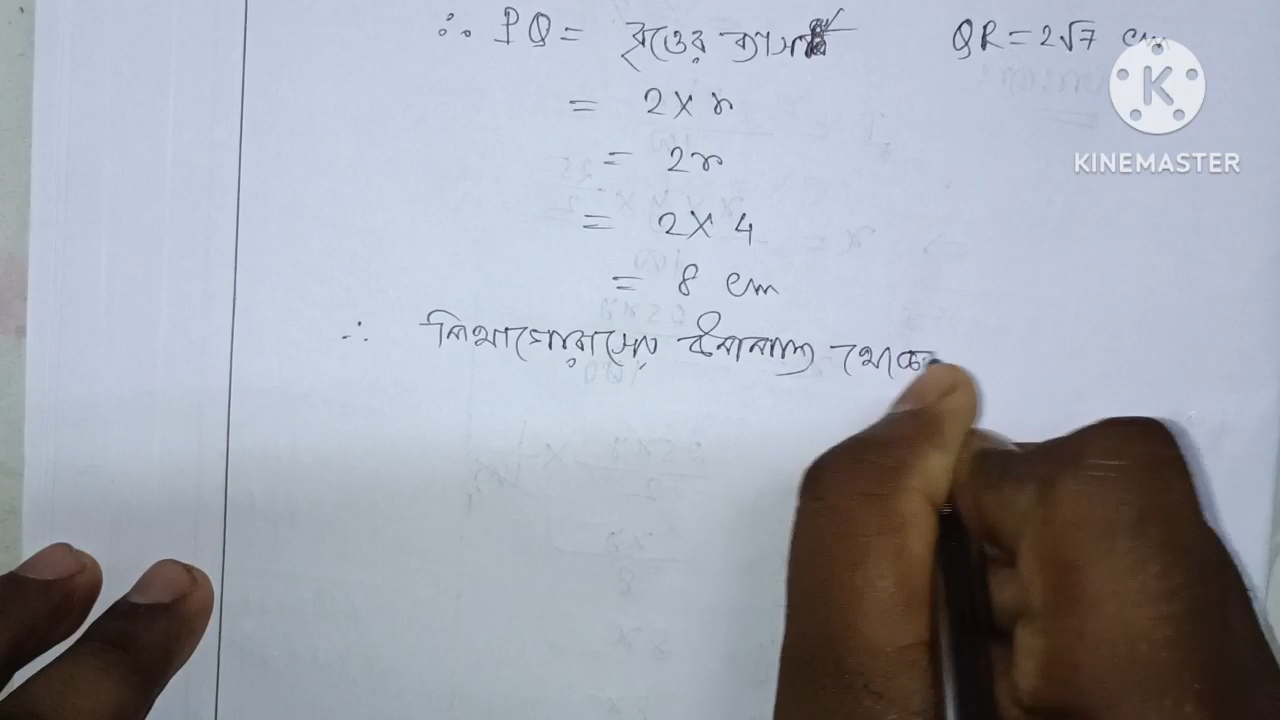 ∴ PQ = বৃত্তের ব্যাস QR = 2√7 cm
= 2 × r
= 2r
= 2 × 4
= 8 cm
∴ পিথাগোরাসের উপপাদ্য থেকে
KINEMASTER